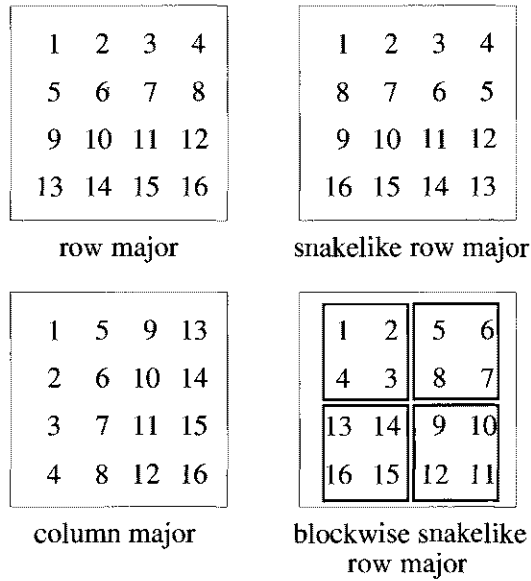 1 2 3 4
5 6 7 8
9 10 11 12
13 14 15 16
row major
1 2 3 4
8 7 6 5
9 10 11 12
16 15 14 13
snakelike row major
1 5 9 13
2 6 10 14
3 7 11 15
4 8 12 16
column major
1 2 5 6
4 3 8 7
13 14 9 10
16 15 12 11
blockwise snakelike
row major